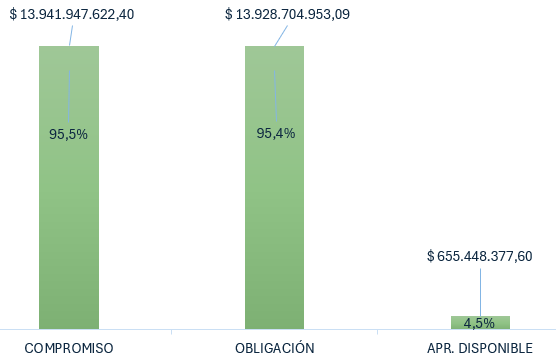 $ 13.941.947.622,40
$ 13.928.704.953,09
95,5%
95,4%
$ 655.448.377,60
4,5%
COMPROMISO
OBLIGACIÓN
APR. DISPONIBLE